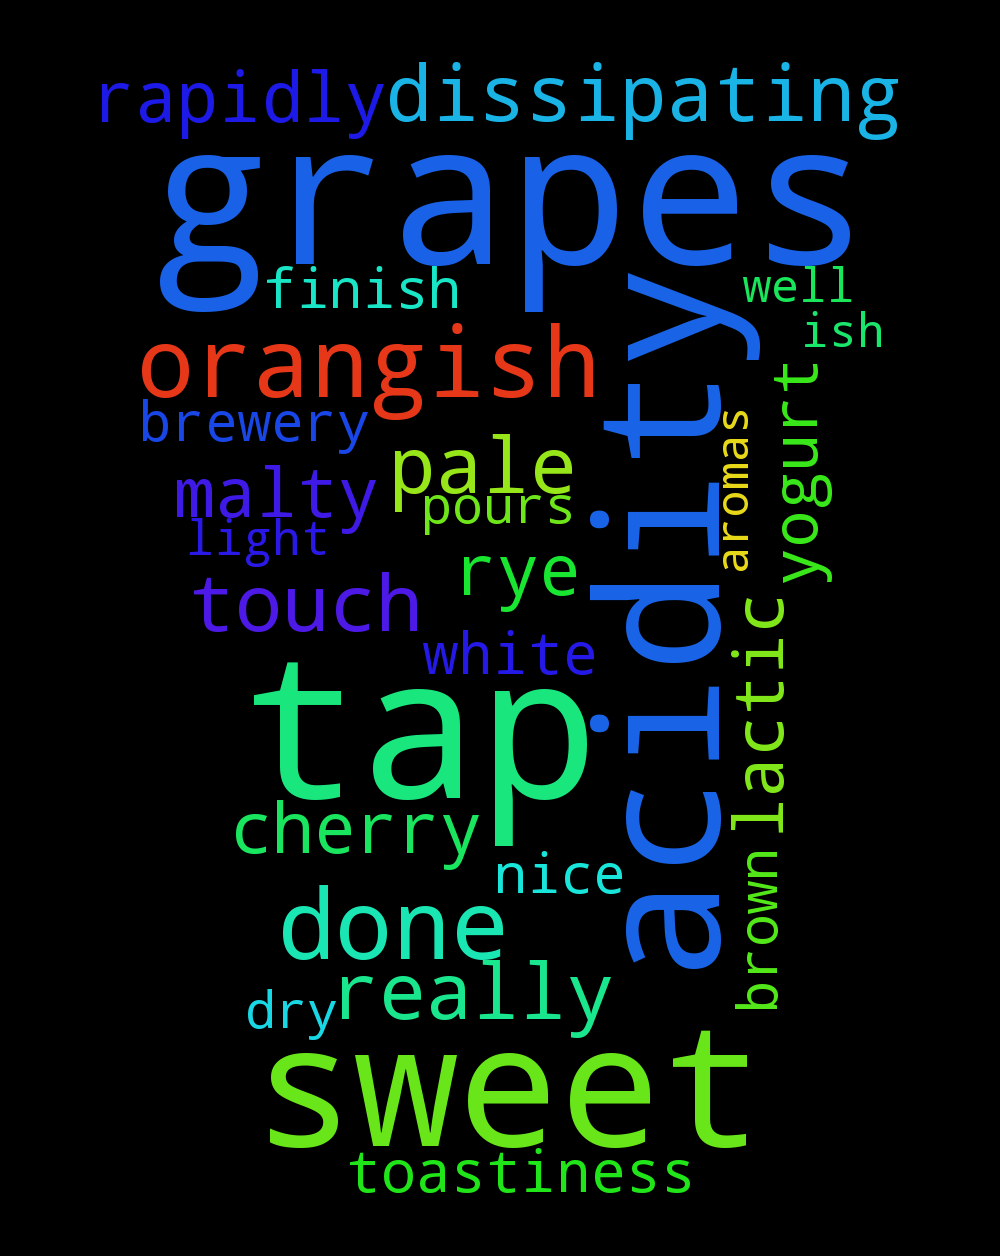 rapidly dissipating
grapes
finish
well
ish
orangish
acidity
yogurt
brewery
aromas
pale
malty
pours
light
rye
touch
white
lactic
tap
cherry
nice
brown
done
really
dry
sweet
toastiness